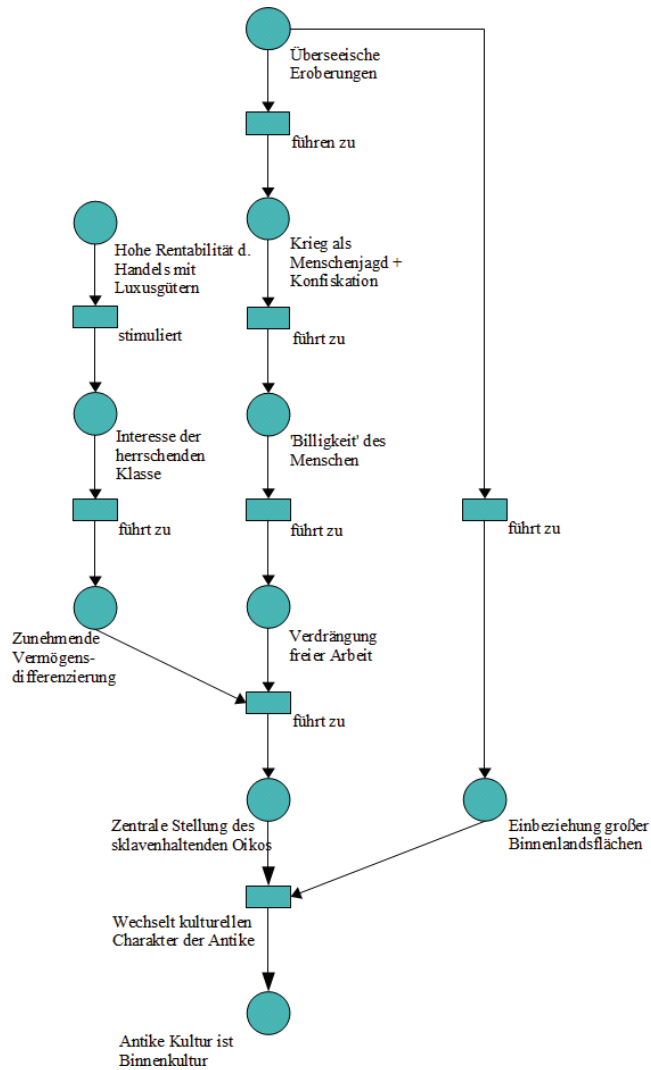 Überseeische
Eroberungen
führen zu
Hohe Rentabilität d.
Handels mit
Luxusgütern
Krieg als
Menschenjagd +
Konfiskation
stimuliert
führt zu
Interesse der
herrschenden
Klasse
'Billigkeit' des
Menschen
führt zu
führt zu
führt zu
Zunehmende
Vermögens-
differenzierung
Verdrängung
freier Arbeit
führt zu
Zentrale Stellung des
sklavenhaltenden Oikos
Einbeziehung großer
Binnenlandsflächen
Wechselt kulturellen
Charakter der Antike
Antike Kultur ist
Binnenkultur